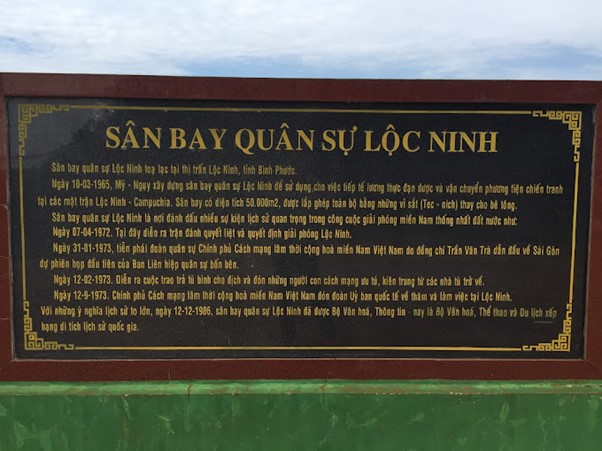 SÂN BAY QUÂN SỰ LỘC NINH
Sân bay quân sự Lộc Ninh toạ lạc tại thị trấn Lộc Ninh, tỉnh Bình Phước.
Ngày 10-03-1965, Mỹ - Ngụy xây dựng sân bay quân sự Lộc Ninh để sử dụng cho việc tiếp tế lương thực đạn dược và vận chuyển phương tiện chiến tranh
tại các mặt trận Lộc Ninh - Campuchia. Sân bay có diện tích 50.000m2, được lắp ghép toàn bộ bằng những vỉ sắt (Tec - nich) thay cho bê tông.
Sân bay quân sự Lộc Ninh là nơi đánh dấu nhiều sự kiện lịch sử quan trọng trong công cuộc giải phóng miền Nam thống nhất đất nước như:
Ngày 07-04-1972. Tại đây diễn ra trận đánh quyết liệt và quyết định giải phóng Lộc Ninh.
Ngày 31-01-1973, tiễn phái đoàn quân sự Chính phủ Cách mạng lâm thời cộng hoà miền Nam Việt Nam do đồng chí Trần Văn Trà dẫn đầu về Sài Gòn
dự phiên họp đầu tiên của Ban Liên hiệp quân sự bốn bên.
Ngày 12-02-1973. Diễn ra cuộc trao trả tù binh cho địch và đón những người con cách mạng ưu tú, kiên trung từ các nhà tù trở về.
Ngày 12-9-1973. Chính phủ Cách mạng lâm thời cộng hoà miền Nam Việt Nam đón đoàn Uỷ ban quốc tế về thăm và làm việc tại Lộc Ninh.
Với những ý nghĩa lịch sử to lớn, ngày 12-12-1986, sân bay quân sự Lộc Ninh đã được Bộ Văn hoá, Thông tin - nay là Bộ Văn hoá, Thể thao và Du lịch xếp
hạng di tích lịch sử quốc gia.